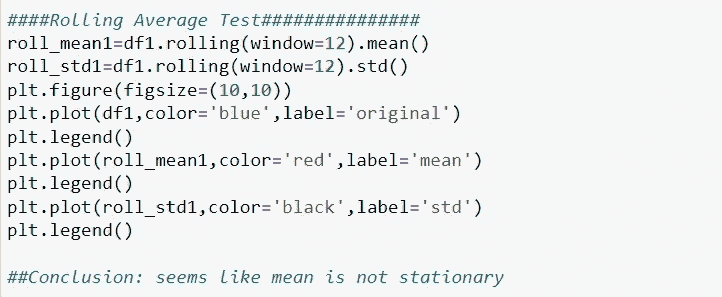 ####Rolling Average Test###############
roll_mean1=df1.rolling(window=12).mean()
roll_std1=df1.rolling(window=12).std()
plt.figure(figsize=(10,10))
plt.plot(df1,color='blue',label='original')
plt.legend()
plt.plot(roll_mean1,color='red',label='mean')
plt.legend()
plt.plot(roll_std1,color='black',label='std')
plt.legend()
##Conclusion: seems like mean is not stationary